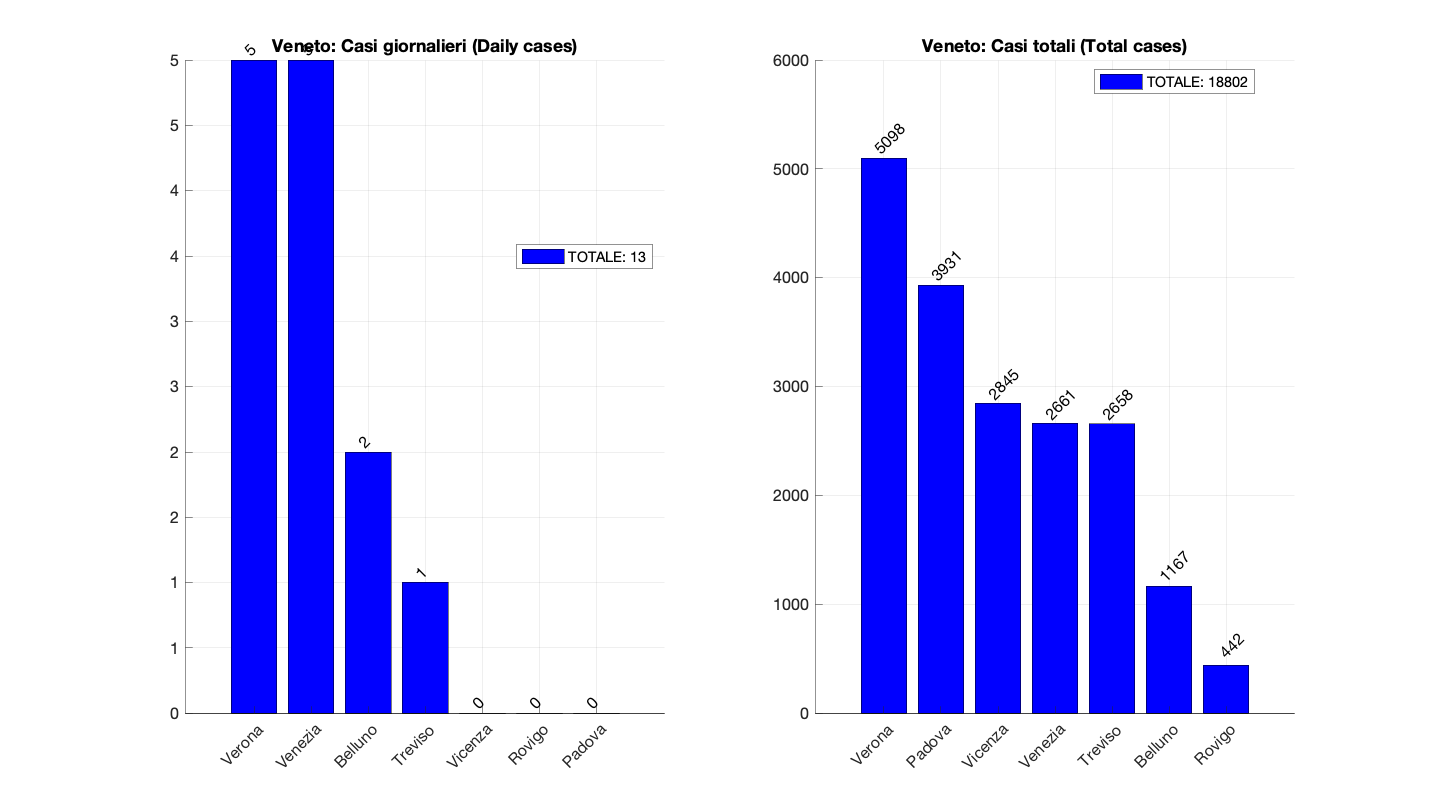 Veneto: Casi giornalieri (Daily cases)
5
5
5
5
4
4
3
3
2
2
1
1
0
TOTALE: 13
2
1
0
0
0
Verona
Venezia
Belluno
Treviso
Vicenza
Rovigo
Padova
Veneto: Casi totali (Total cases)
6000
5000
4000
3000
2000
1000
0
TOTALE: 18802
5098
3931
2845
2661
2658
1167
442
Verona
Padova
Vicenza
Venezia
Treviso
Belluno
Rovigo